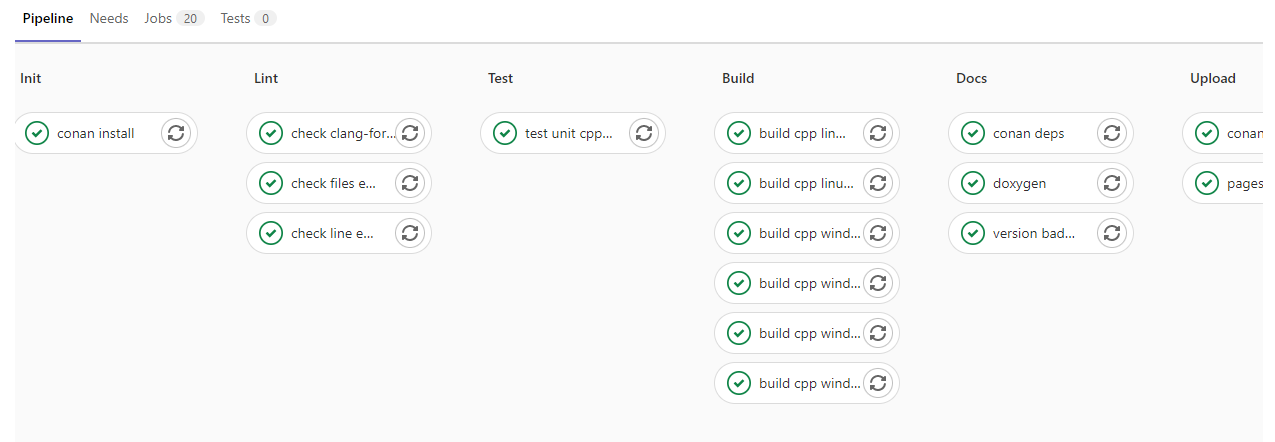 Pipeline Needs Jobs 20 Tests 0
Init Lint Test Build Docs Upload
conan install check clang-for... test unit cpp... build cpp lin... conan deps conan
check files e... build cpp linu... doxygen pages
check line e... build cpp wind... version bad...
build cpp wind...
build cpp wind...
build cpp wind...